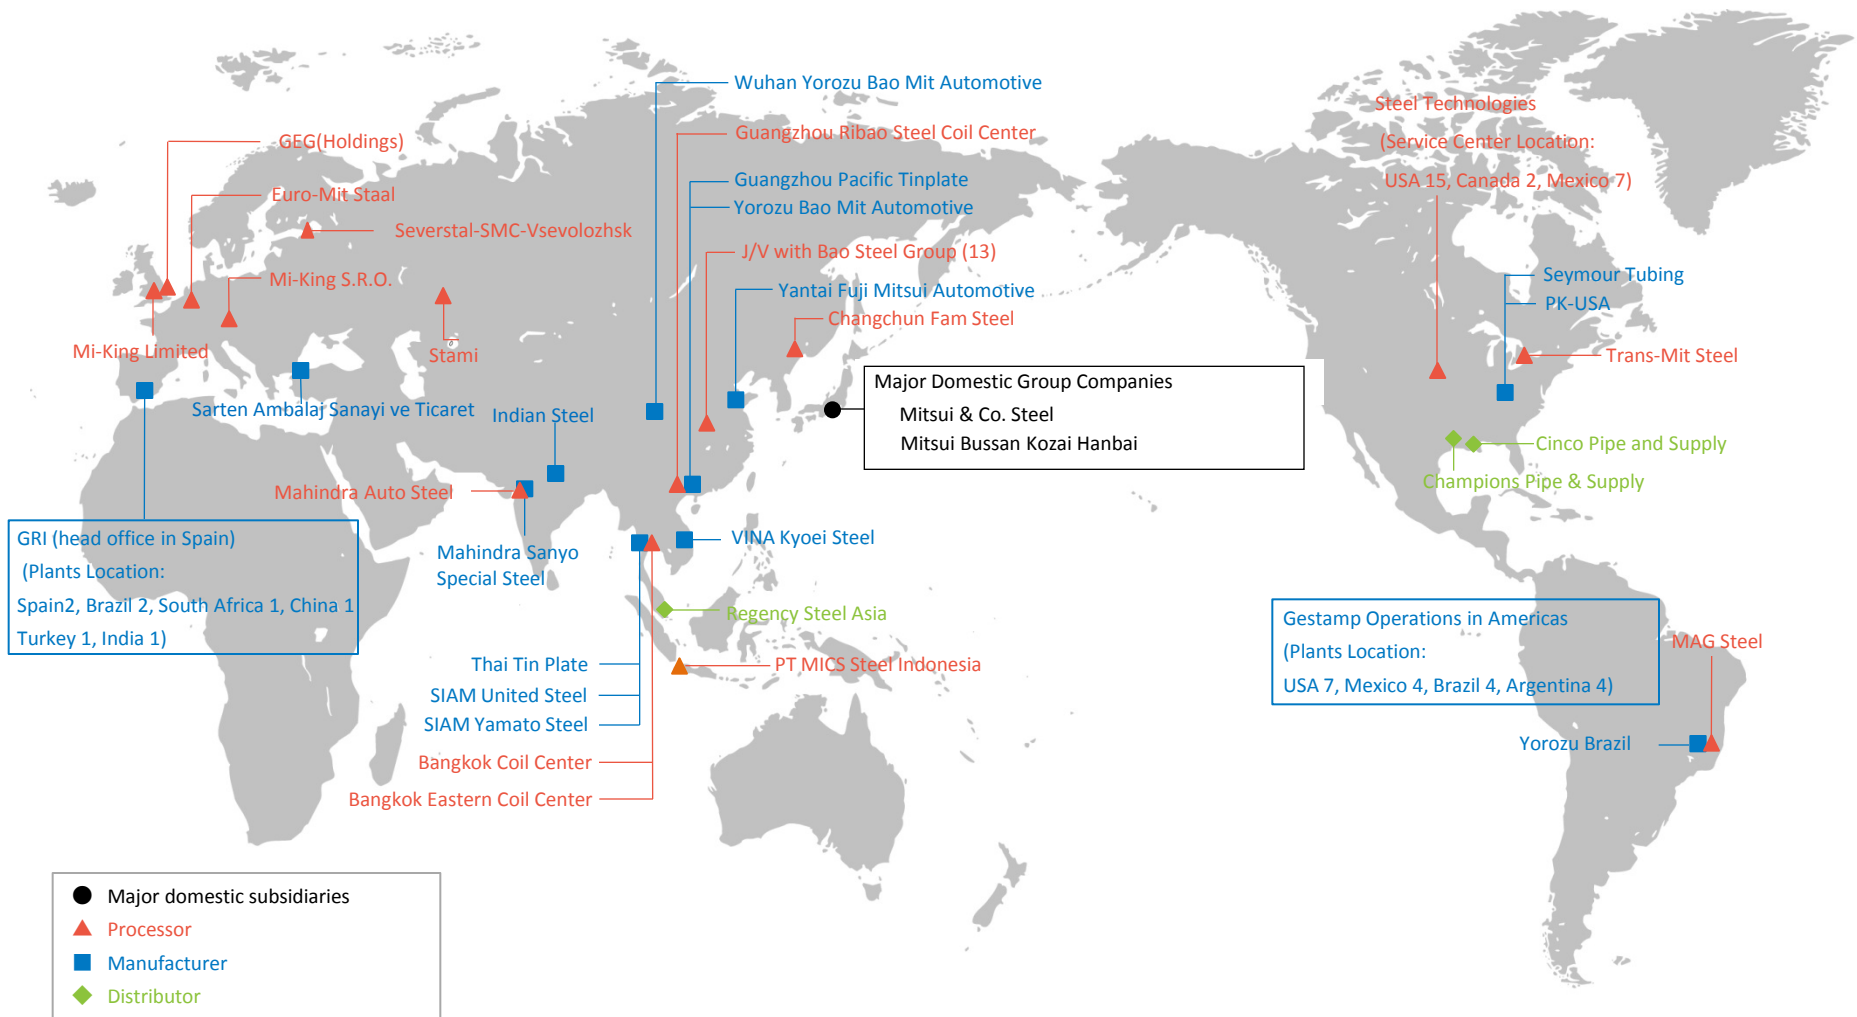 Wuhan Yorozu Bao Mit Automotive
Steel Technologies
(Service Center Location:
USA 15, Canada 2, Mexico 7)
GEG(Holdings)
Guangzhou Ribao Steel Coil Center
Euro-Mit Staal
Guangzhou Pacific Tinplate
Yorozu Bao Mit Automotive
Severstal-SMC-Vsevolozhsk
J/V with Bao Steel Group (13)
Mi-King S.R.O.
Yantai Fuji Mitsui Automotive
Seymour Tubing
PK-USA
Changchun Fam Steel
Mi-King Limited
Stami
Trans-Mit Steel
Major Domestic Group Companies
Mitsui & Co. Steel
Mitsui Bussan Kozai Hanbai
Sarten Ambalaj Sanayi ve Ticaret
Indian Steel
Cinco Pipe and Supply
Champions Pipe & Supply
Mahindra Auto Steel
GRI (head office in Spain)
(Plants Location:
Spain2, Brazil 2, South Africa 1, China 1
Turkey 1, India 1)
Mahindra Sanyo
Special Steel
VINA Kyoei Steel
Regency Steel Asia
Gestamp Operations in Americas
(Plants Location:
USA 7, Mexico 4, Brazil 4, Argentina 4)
MAG Steel
Thai Tin Plate
PT MICS Steel Indonesia
SIAM United Steel
SIAM Yamato Steel
Yorozu Brazil
Bangkok Coil Center
Bangkok Eastern Coil Center
Major domestic subsidiaries
Processor
Manufacturer
Distributor